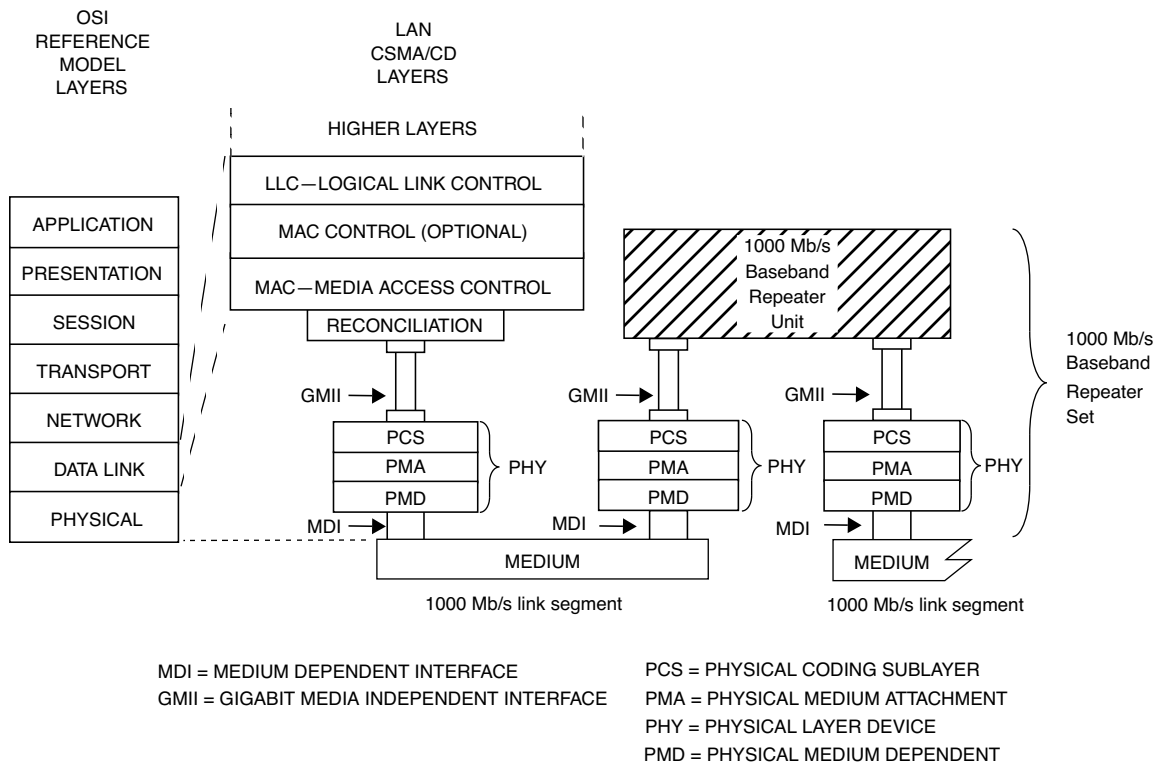 OSI
REFERENCE
MODEL
LAYERS
LAN
CSMA/CD
LAYERS
HIGHER LAYERS
LLC—LOGICAL LINK CONTROL
MAC CONTROL (OPTIONAL)
MAC—MEDIA ACCESS CONTROL
RECONCILIATION
APPLICATION
PRESENTATION
SESSION
TRANSPORT
NETWORK
DATA LINK
PHYSICAL
1000 Mb/s
Baseband
Repeater
Unit
1000 Mb/s
Baseband
Repeater
Set
GMII
PCS
PMA
PMD
PHY
MDI
GMII
PCS
PMA
PMD
PHY
MDI
GMII
PCS
PMA
PMD
PHY
MDI
MEDIUM
MEDIUM
1000 Mb/s link segment
1000 Mb/s link segment
MDI = MEDIUM DEPENDENT INTERFACE
GMII = GIGABIT MEDIA INDEPENDENT INTERFACE
PCS = PHYSICAL CODING SUBLAYER
PMA = PHYSICAL MEDIUM ATTACHMENT
PHY = PHYSICAL LAYER DEVICE
PMD = PHYSICAL MEDIUM DEPENDENT